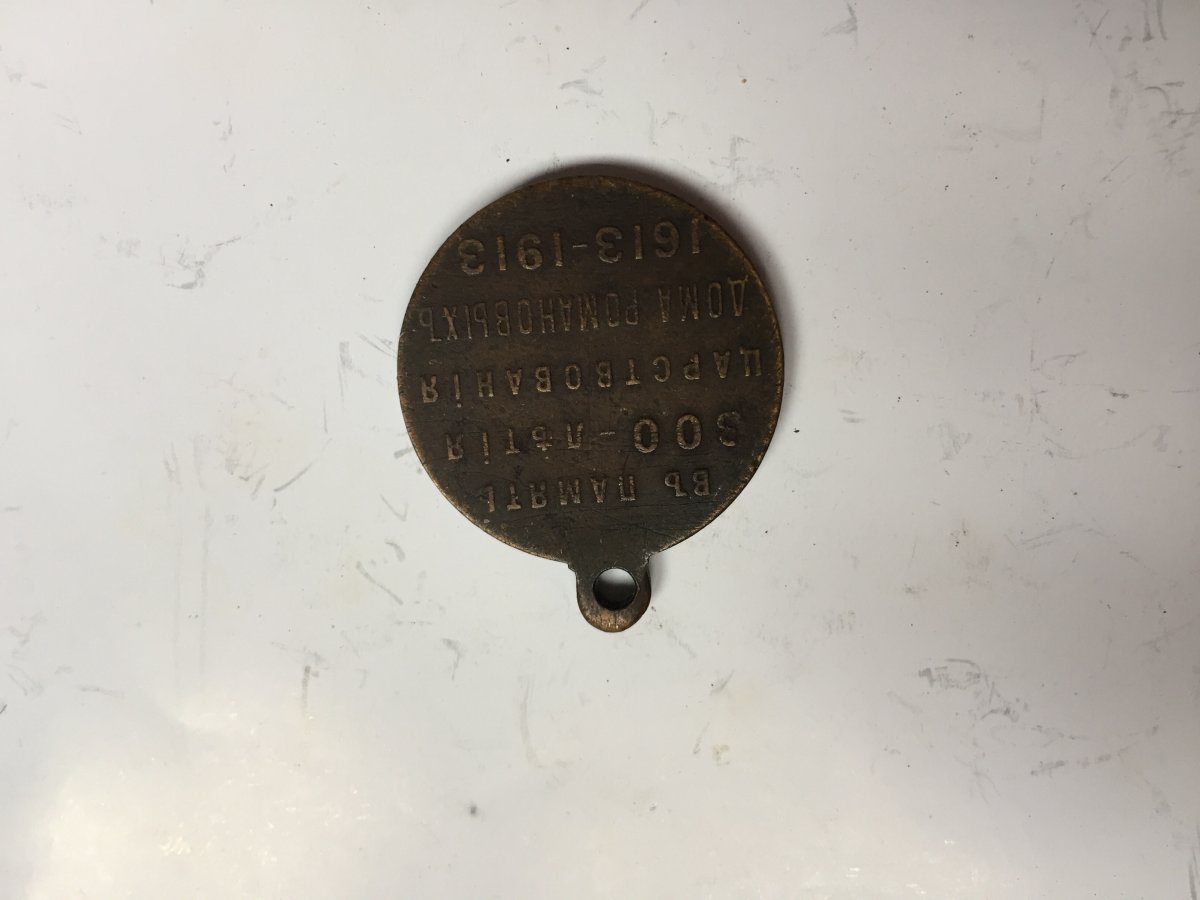 ВЪ ПАМЯТЬ
300-ЛѢТІЯ
ЦАРСТВОВАНІЯ
ДОМА РОМАНОВЫХЪ
1613-1913